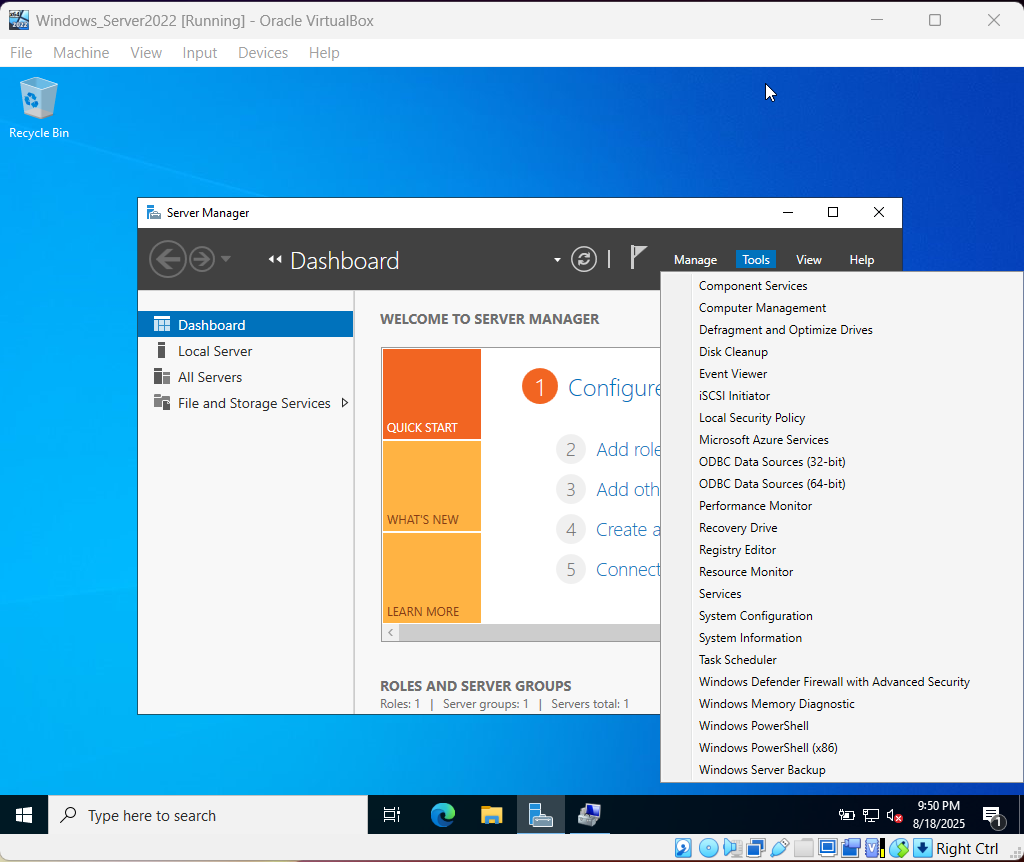 Windows_Server2022 [Running] - Oracle VirtualBox
File Machine View Input Devices Help
Recycle Bin
Server Manager
Dashboard
Manage Tools View Help
Dashboard
Local Server
All Servers
File and Storage Services
WELCOME TO SERVER MANAGER
QUICK START
WHAT'S NEW
LEARN MORE
1 Configure
2 Add role
3 Add oth
4 Create a
5 Connect
ROLES AND SERVER GROUPS
Roles: 1 | Server groups: 1 | Servers total: 1
Component Services
Computer Management
Defragment and Optimize Drives
Disk Cleanup
Event Viewer
iSCSI Initiator
Local Security Policy
Microsoft Azure Services
ODBC Data Sources (32-bit)
ODBC Data Sources (64-bit)
Performance Monitor
Recovery Drive
Registry Editor
Resource Monitor
Services
System Configuration
System Information
Task Scheduler
Windows Defender Firewall with Advanced Security
Windows Memory Diagnostic
Windows PowerShell
Windows PowerShell (x86)
Windows Server Backup
Type here to search
9:50 PM
8/18/2025
1
Right Ctrl